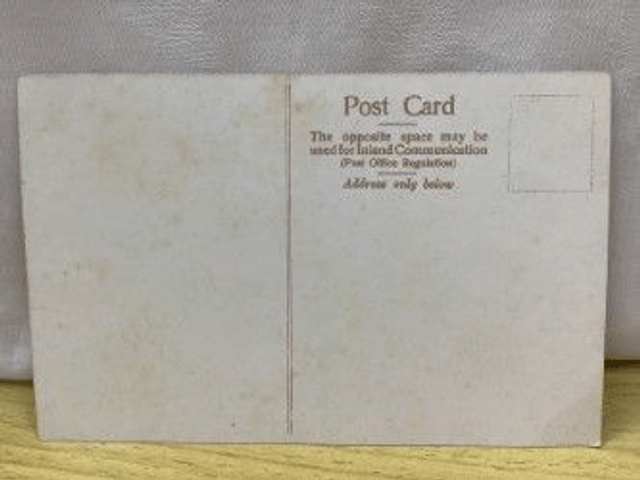 Post Card
The opposite space may be
used for Inland Communication
(Post Office Regulation)
Address only below